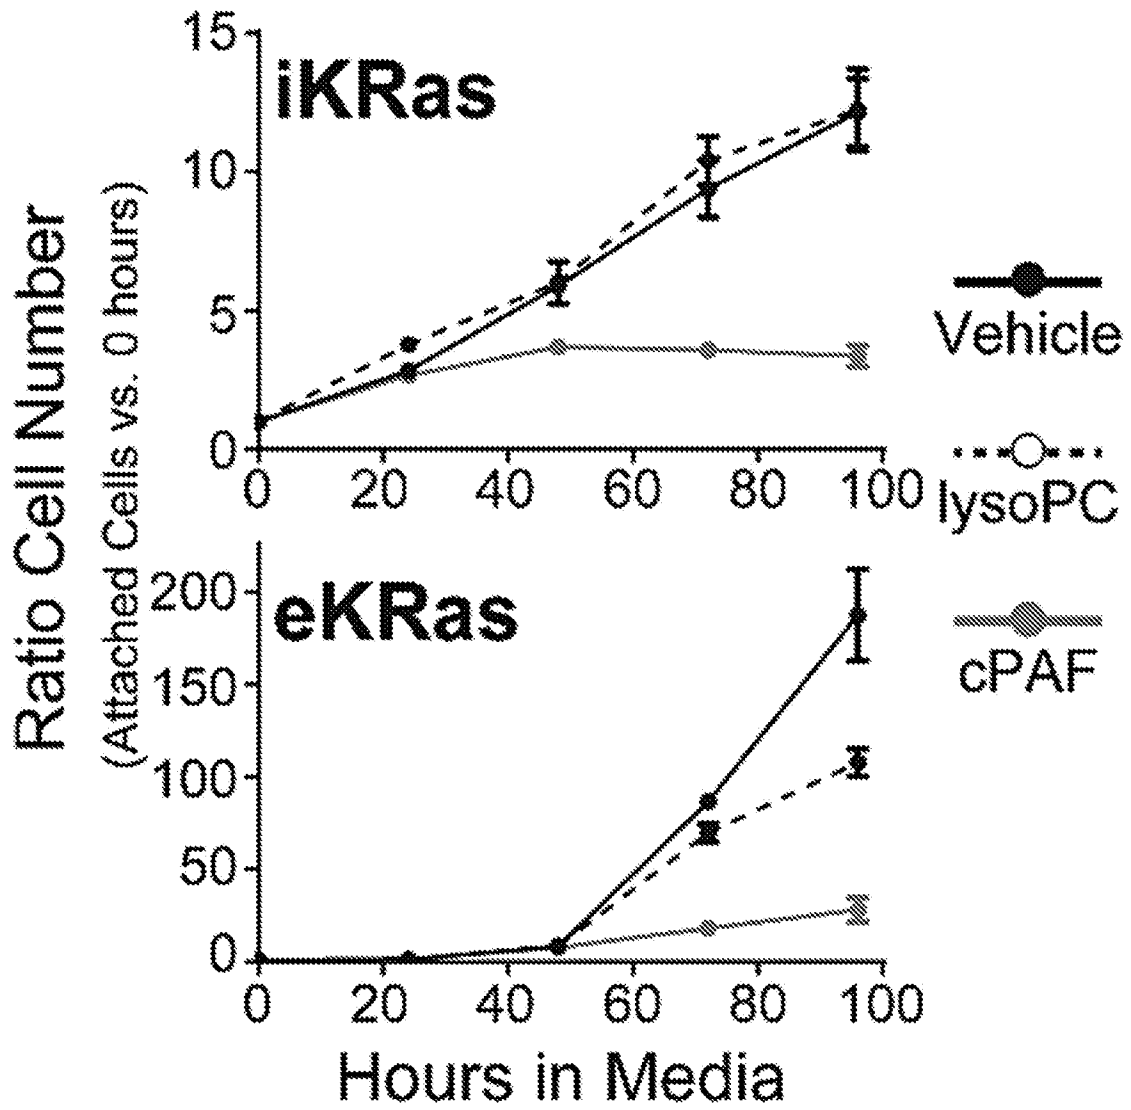 Ratio Cell Number
(Attached Cells vs. 0 hours)
iKRas
15
10
5
0
0 20 40 60 80 100
eKRas
200
150
100
50
0
0 20 40 60 80 100
Hours in Media
Vehicle
lysoPC
cPAF